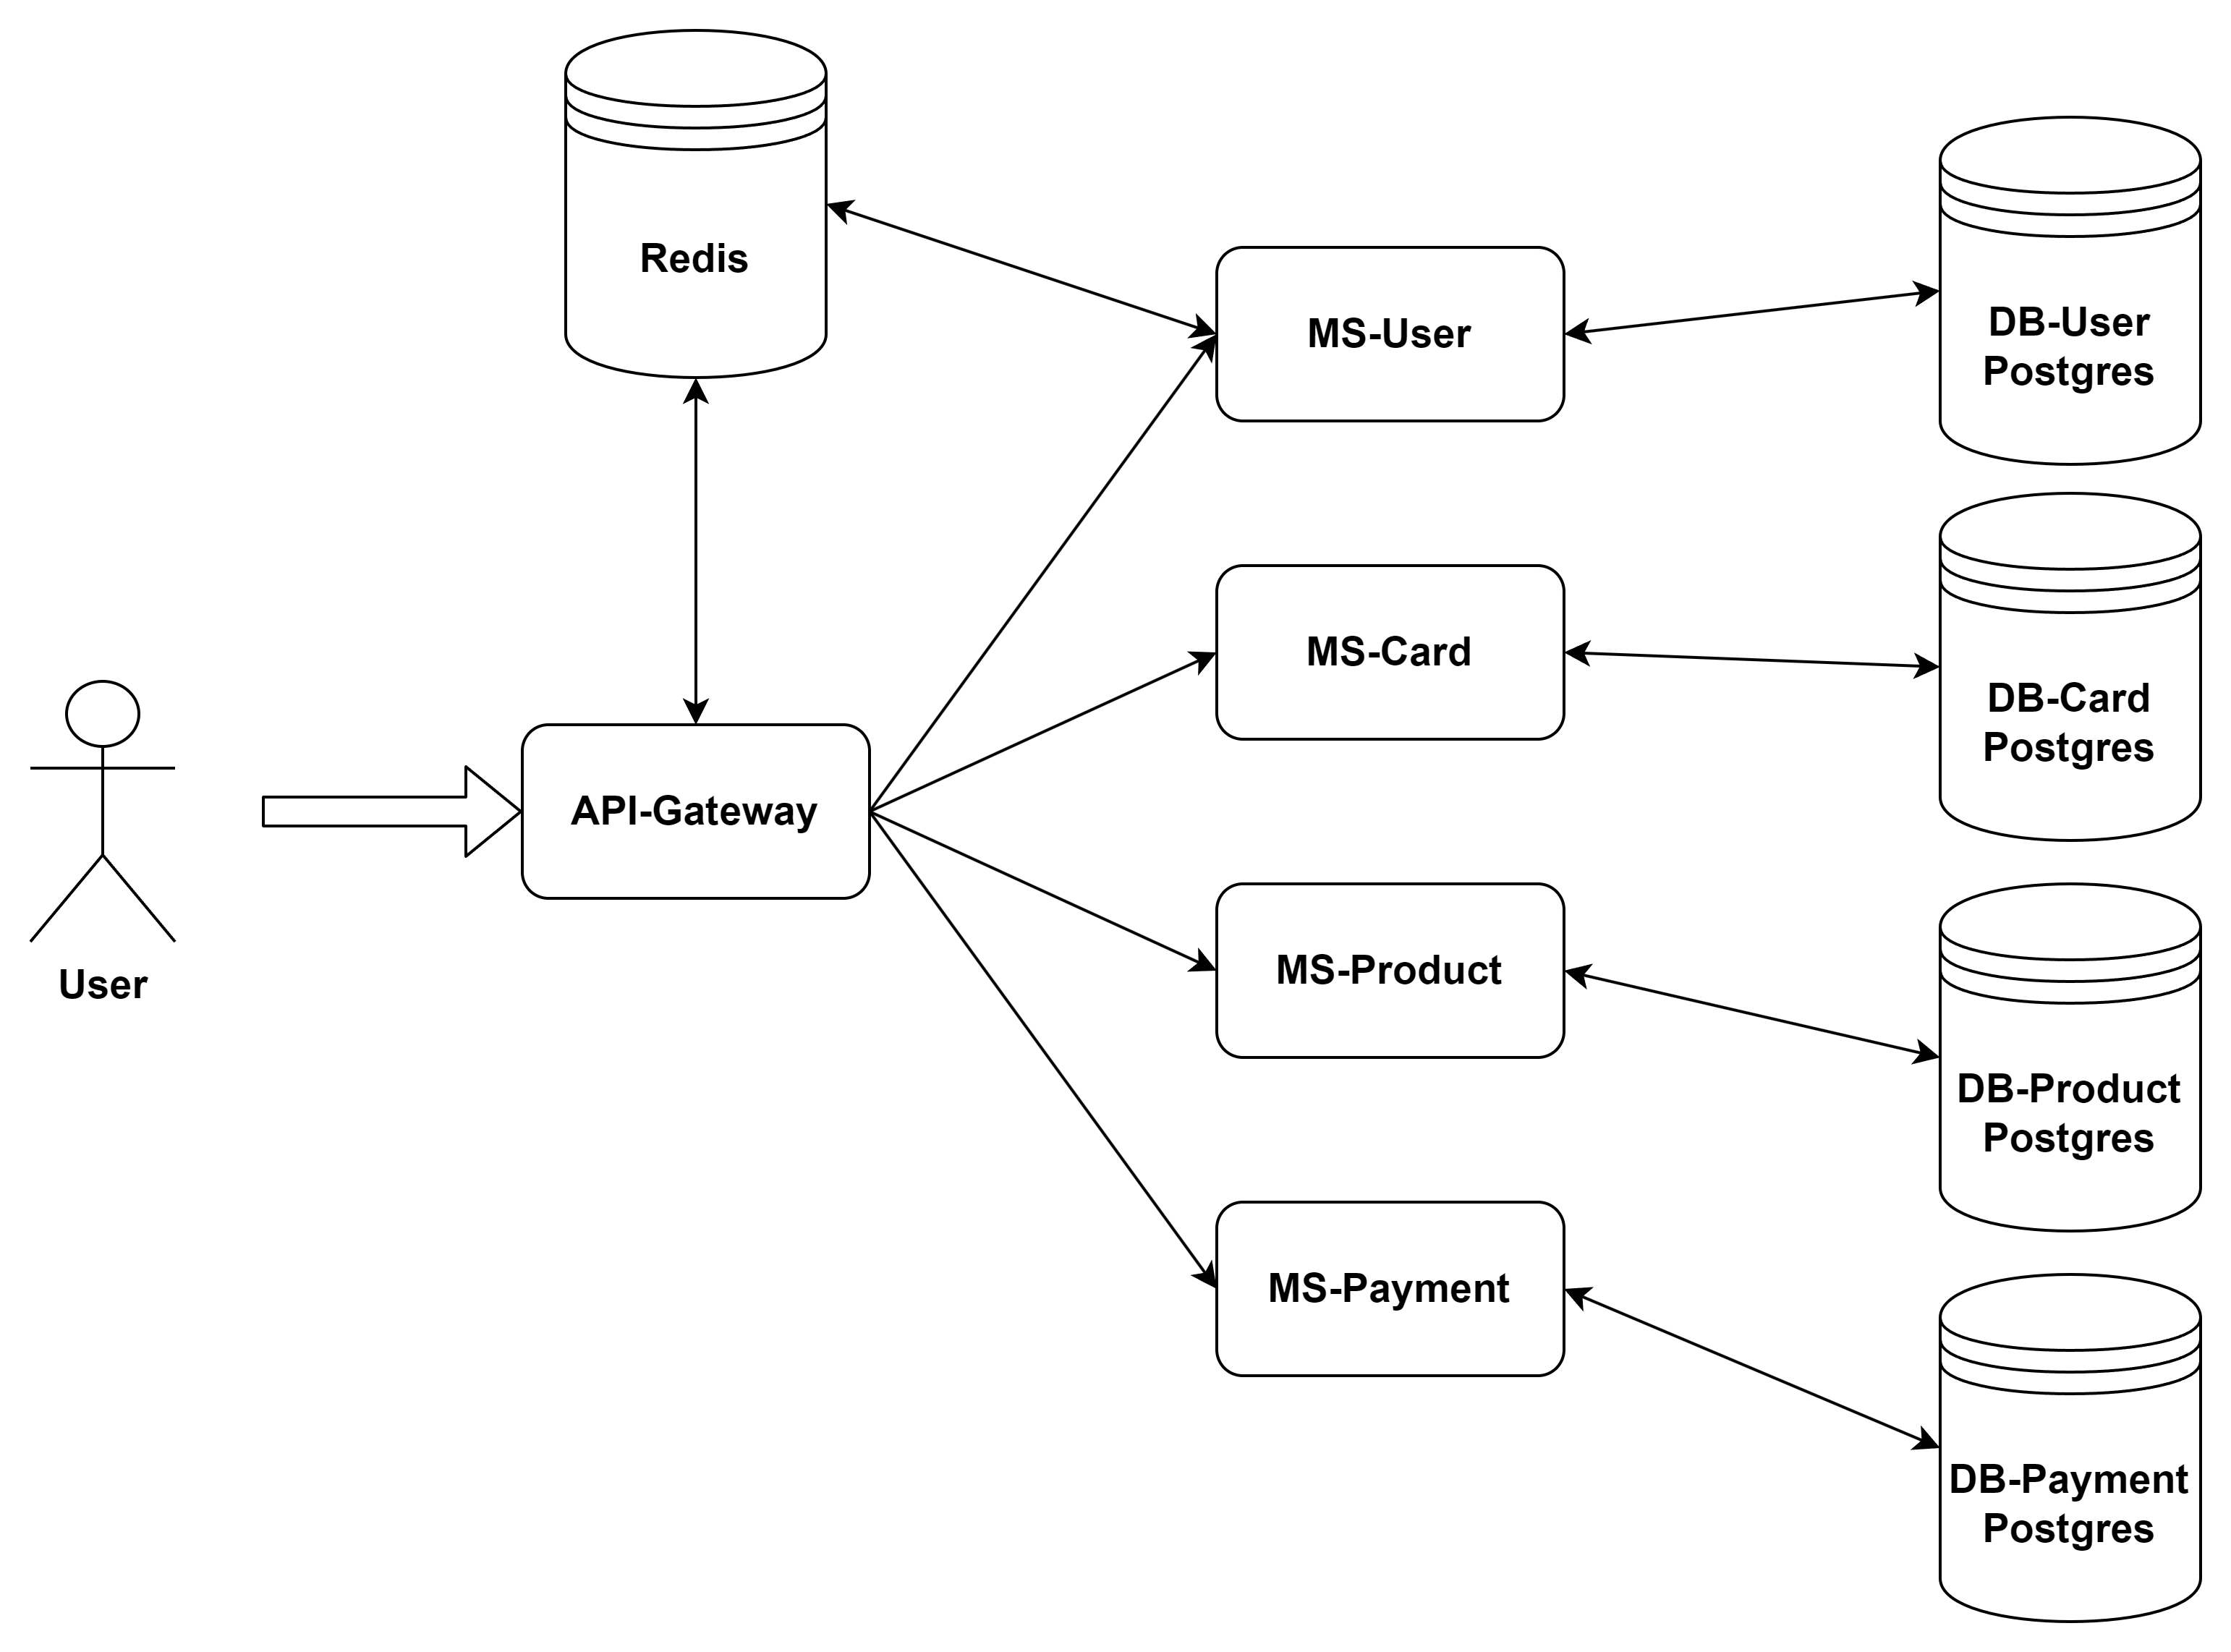 Redis
MS-User
DB-User
Postgres
MS-Card
DB-Card
Postgres
API-Gateway
User
MS-Product
DB-Product
Postgres
MS-Payment
DB-Payment
Postgres